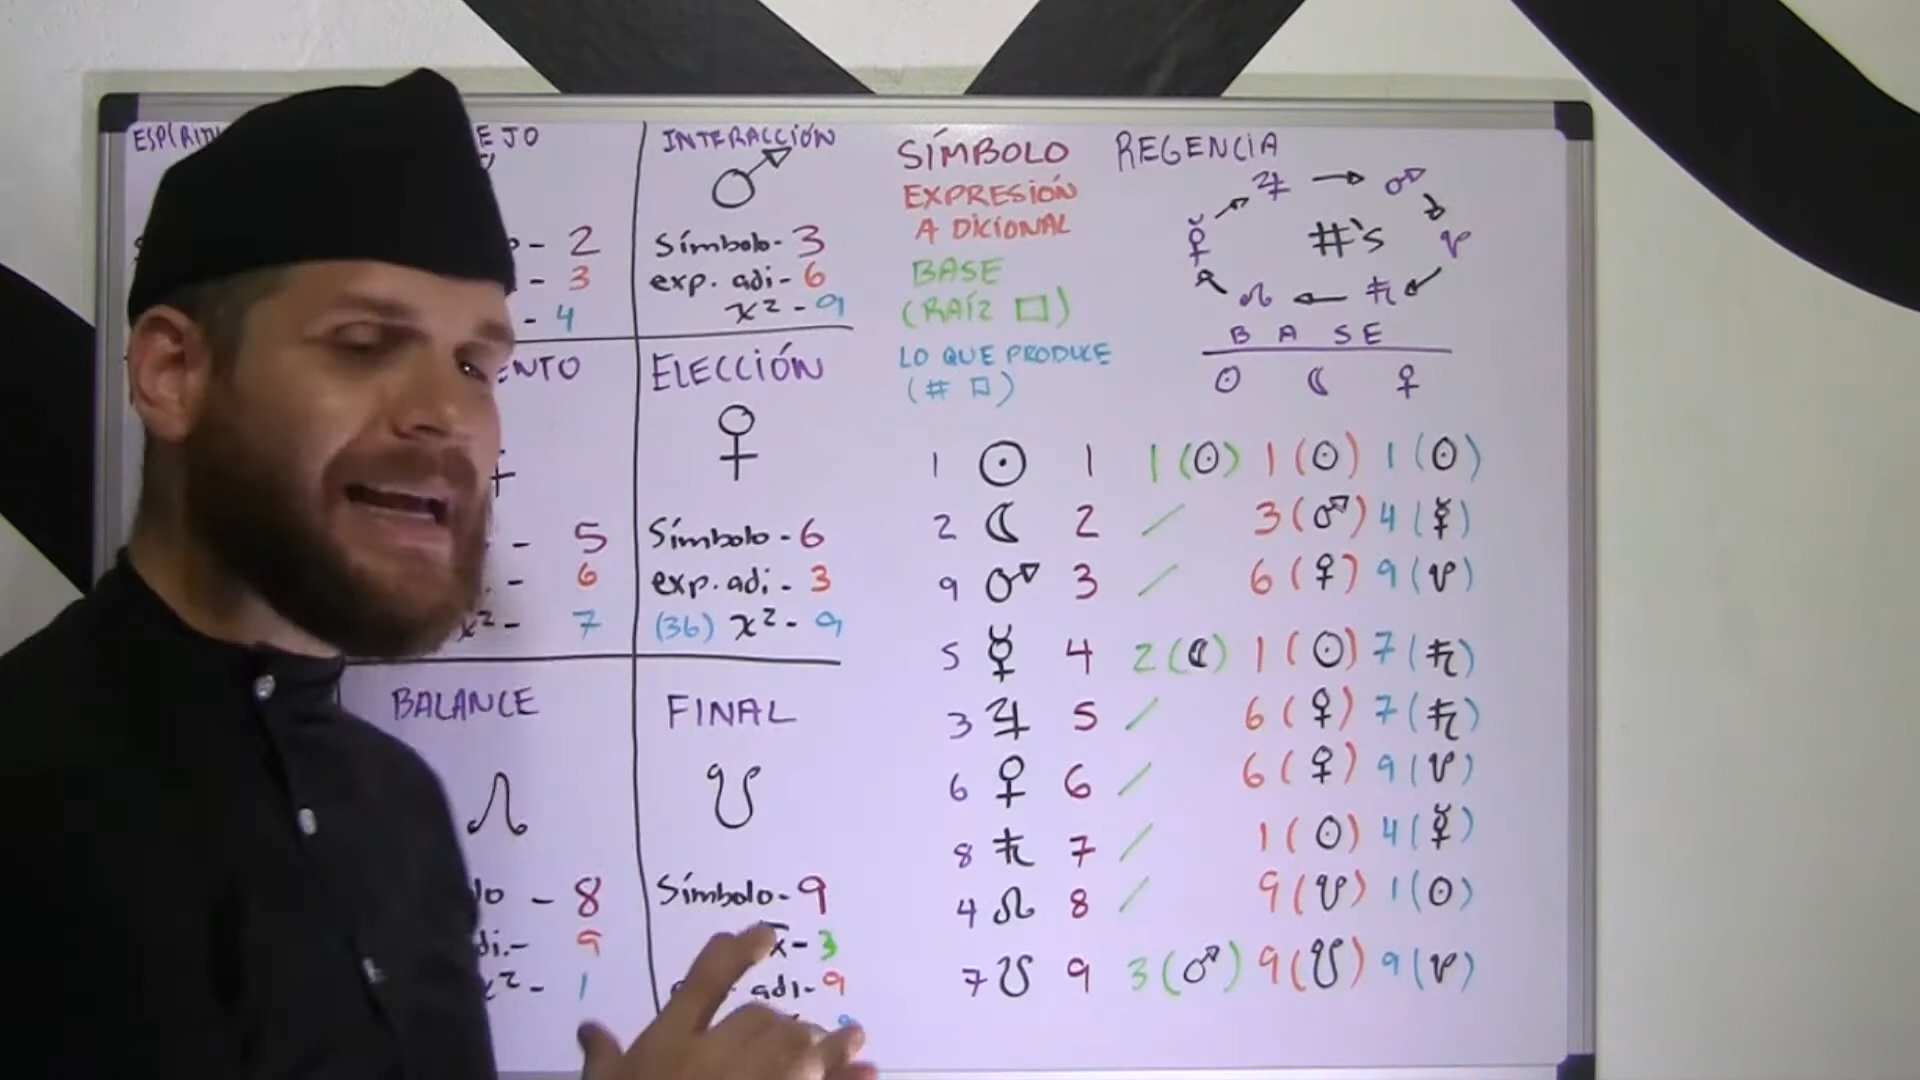 EJO
2
- 3
- 4
INTERACCIÓN
♂
Símbolo- 3
exp. adi- 6
x² - 9
ENTO
- 5
- 6
x²- 7
ELECCIÓN
♀
Símbolo - 6
exp. adi - 3
(36) x² - 9
BALANCE
☊
lo - 8
di.- 9
x²- 1
FINAL
☋
Símbolo- 9
x- 3
adi- 9
SÍMBOLO
EXPRESIÓN
ADICIONAL
BASE
(RAÍZ □)
LO QUE PRODUCE
(# □)
REGENCIA
♃ → ♂
☿ #'s ☋
☊ ← ♄
BASE
☉ ☾ ♀
1 ☉ 1 1(☉) 1(☉) 1(☉)
2 ☾ 2 / 3(♂) 4(☿)
9 ♂ 3 / 6(♀) 9(☋)
5 ☿ 4 2(☾) 1(☉) 7(♄)
3 ♃ 5 / 6(♀) 7(♄)
6 ♀ 6 / 6(♀) 9(☋)
8 ♄ 7 / 1(☉) 4(☿)
4 ☊ 8 / 9(☋) 1(☉)
7 ☋ 9 3(♂) 9(☋) 9(☋)